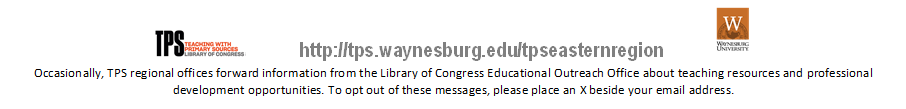 TPS TEACHING WITH
PRIMARY SOURCES
LIBRARY OF CONGRESS
http://tps.waynesburg.edu/tpseasternregion
W
WAYNESBURG
UNIVERSITY
Occasionally, TPS regional offices forward information from the Library of Congress Educational Outreach Office about teaching resources and professional
development opportunities. To opt out of these messages, please place an X beside your email address.